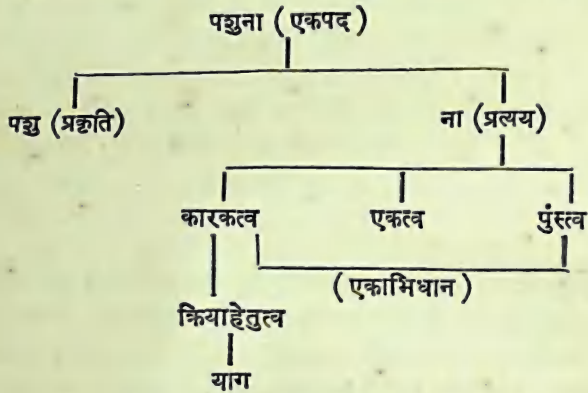 पशुना (एकपद)
पशु (प्रकृति) ना (प्रत्यय)
कारकत्व एकत्व पुंस्त्व
(एकाभिधान)
क्रियाहेतुत्व
याग